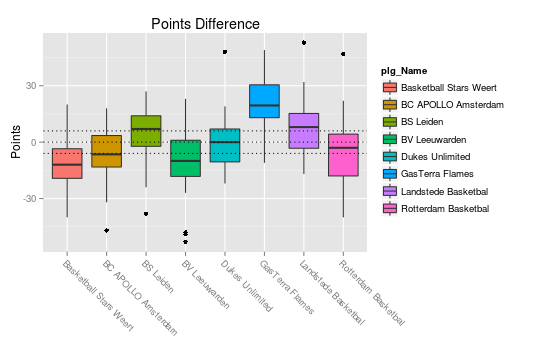 Points Difference
Points
30
0
-30
Basketball Stars Weert
BC APOLLO Amsterdam
BS Leiden
BV Leeuwarden
Dukes Unlimited
GasTerra Flames
Landstede Basketbal
Rotterdam Basketbal
plg_Name
Basketball Stars Weert
BC APOLLO Amsterdam
BS Leiden
BV Leeuwarden
Dukes Unlimited
GasTerra Flames
Landstede Basketbal
Rotterdam Basketbal